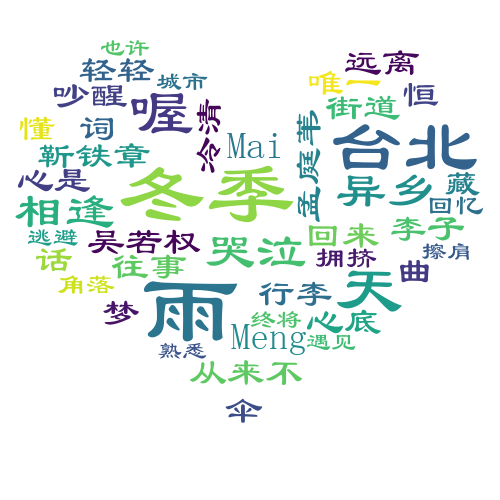 也许
轻轻
城市
远离
吵醒
喔
冷清
唯一
恒
懂
词
Mai
孟庭苇
街道
台北
靳铁章
心是
冬季
异乡
藏
相逢
回忆
逃避
吴若权
哭泣
回来
李子
话
往事
拥挤
曲
擦肩
角落
雨
行李
天
梦
终将
心底
熟悉
Meng
遇见
从来不
伞